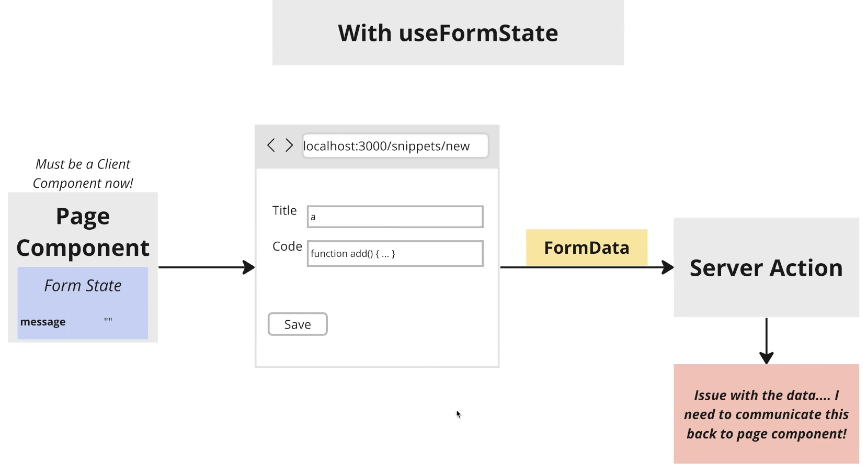 With useFormState
Must be a Client
Component now!
Page
Component
Form State
message ""
localhost:3000/snippets/new
Title a
Code function add() { ... }
Save
FormData
Server Action
Issue with the data.... I
need to communicate this
back to page component!